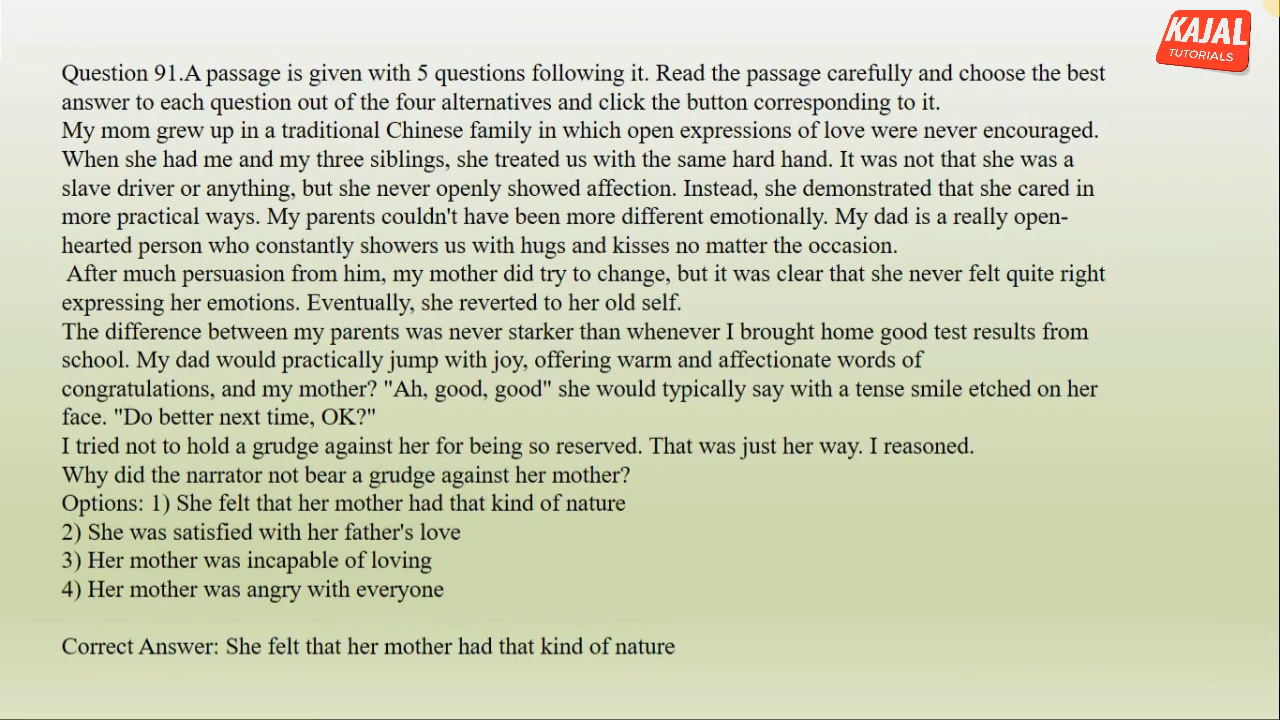 KAJAL
TUTORIALS
Question 91.A passage is given with 5 questions following it. Read the passage carefully and choose the best
answer to each question out of the four alternatives and click the button corresponding to it.
My mom grew up in a traditional Chinese family in which open expressions of love were never encouraged.
When she had me and my three siblings, she treated us with the same hard hand. It was not that she was a
slave driver or anything, but she never openly showed affection. Instead, she demonstrated that she cared in
more practical ways. My parents couldn't have been more different emotionally. My dad is a really open-
hearted person who constantly showers us with hugs and kisses no matter the occasion.
After much persuasion from him, my mother did try to change, but it was clear that she never felt quite right
expressing her emotions. Eventually, she reverted to her old self.
The difference between my parents was never starker than whenever I brought home good test results from
school. My dad would practically jump with joy, offering warm and affectionate words of
congratulations, and my mother? "Ah, good, good" she would typically say with a tense smile etched on her
face. "Do better next time, OK?"
I tried not to hold a grudge against her for being so reserved. That was just her way. I reasoned.
Why did the narrator not bear a grudge against her mother?
Options: 1) She felt that her mother had that kind of nature
2) She was satisfied with her father's love
3) Her mother was incapable of loving
4) Her mother was angry with everyone
Correct Answer: She felt that her mother had that kind of nature